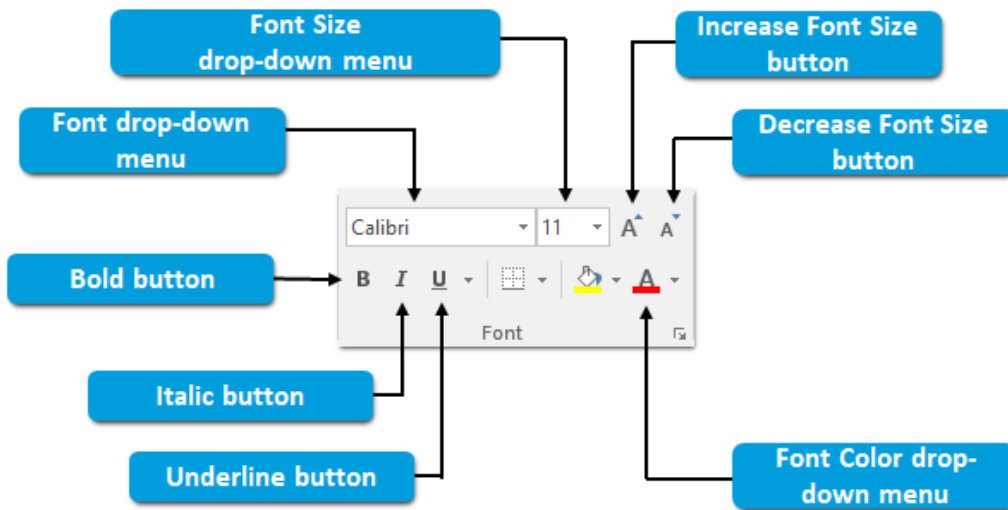 Font Size
drop-down menu
Increase Font Size
button
Font drop-down
menu
Decrease Font Size
button
Calibri
11
A
A
Bold button
B
I
U
A
Font
Italic button
Underline button
Font Color drop-
down menu